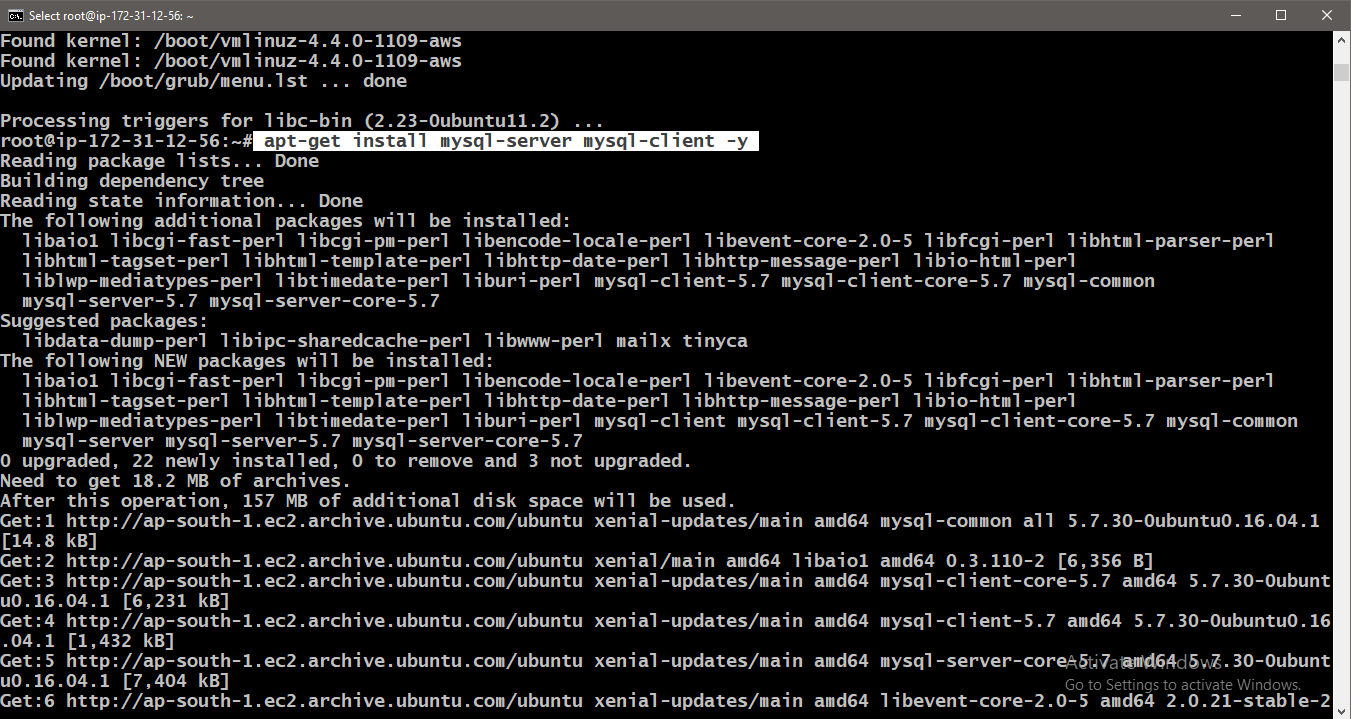 Select root@ip-172-31-12-56: ~
Found kernel: /boot/vmlinuz-4.4.0-1109-aws
Found kernel: /boot/vmlinuz-4.4.0-1109-aws
Updating /boot/grub/menu.lst ... done
Processing triggers for libc-bin (2.23-0ubuntu11.2) ...
root@ip-172-31-12-56:~# apt-get install mysql-server mysql-client -y
Reading package lists... Done
Building dependency tree
Reading state information... Done
The following additional packages will be installed:
  libaio1 libcgi-fast-perl libcgi-pm-perl libencode-locale-perl libevent-core-2.0-5 libfcgi-perl libhtml-parser-perl
  libhtml-tagset-perl libhtml-template-perl libhttp-date-perl libhttp-message-perl libio-html-perl
  liblwp-mediatypes-perl libtimedate-perl liburi-perl mysql-client-5.7 mysql-client-core-5.7 mysql-common
  mysql-server-5.7 mysql-server-core-5.7
Suggested packages:
  libdata-dump-perl libipc-sharedcache-perl libwww-perl mailx tinyca
The following NEW packages will be installed:
  libaio1 libcgi-fast-perl libcgi-pm-perl libencode-locale-perl libevent-core-2.0-5 libfcgi-perl libhtml-parser-perl
  libhtml-tagset-perl libhtml-template-perl libhttp-date-perl libhttp-message-perl libio-html-perl
  liblwp-mediatypes-perl libtimedate-perl liburi-perl mysql-client mysql-client-5.7 mysql-client-core-5.7 mysql-common
  mysql-server mysql-server-5.7 mysql-server-core-5.7
0 upgraded, 22 newly installed, 0 to remove and 3 not upgraded.
Need to get 18.2 MB of archives.
After this operation, 157 MB of additional disk space will be used.
Get:1 http://ap-south-1.ec2.archive.ubuntu.com/ubuntu xenial-updates/main amd64 mysql-common all 5.7.30-0ubuntu0.16.04.1
[14.8 kB]
Get:2 http://ap-south-1.ec2.archive.ubuntu.com/ubuntu xenial/main amd64 libaio1 amd64 0.3.110-2 [6,356 B]
Get:3 http://ap-south-1.ec2.archive.ubuntu.com/ubuntu xenial-updates/main amd64 mysql-client-core-5.7 amd64 5.7.30-0ubunt
u0.16.04.1 [6,231 kB]
Get:4 http://ap-south-1.ec2.archive.ubuntu.com/ubuntu xenial-updates/main amd64 mysql-client-5.7 amd64 5.7.30-0ubuntu0.16
.04.1 [1,432 kB]
Get:5 http://ap-south-1.ec2.archive.ubuntu.com/ubuntu xenial-updates/main amd64 mysql-server-core-5.7 amd64 5.7.30-0ubunt
u0.16.04.1 [7,404 kB]
Activate Windows
Go to Settings to activate Windows.
Get:6 http://ap-south-1.ec2.archive.ubuntu.com/ubuntu xenial-updates/main amd64 libevent-core-2.0-5 amd64 2.0.21-stable-2